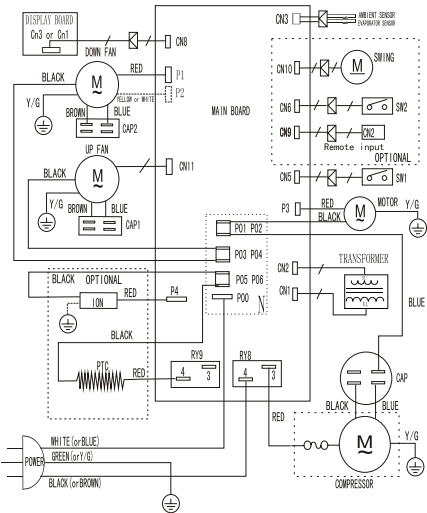 DISPLAY BOARD
Cn3 or Cn1
CN8
DOWN FAN
RED
P1
BLACK
M
~
YELLOW or WHITE
P2
Y/G
BROWN
BLUE
CAP2
UP FAN
BLACK
M
~
CN11
Y/G
BROWN
BLUE
CAP1
MAIN BOARD
CN3
AMBIENT SENSOR
EVAPORATOR SENSOR
CN10
M
SWING
CN6
SW2
CN9
CN2
Remote input
OPTIONAL
CN5
SW1
P3
RED
BLACK
M
~
MOTOR
Y/G
P01 P02
P03 P04
P05 P06
P00
N
CN2
CN1
TRANSFORMER
BLUE
BLACK
OPTIONAL
ION
RED
P4
BLACK
PTC
RED
RY9
4
3
RY8
4
3
RED
CAP
BLACK
BLUE
M
~
Y/G
COMPRESSOR
POWER
WHITE(orBLUE)
GREEN(orY/G)
BLACK(orBROWN)